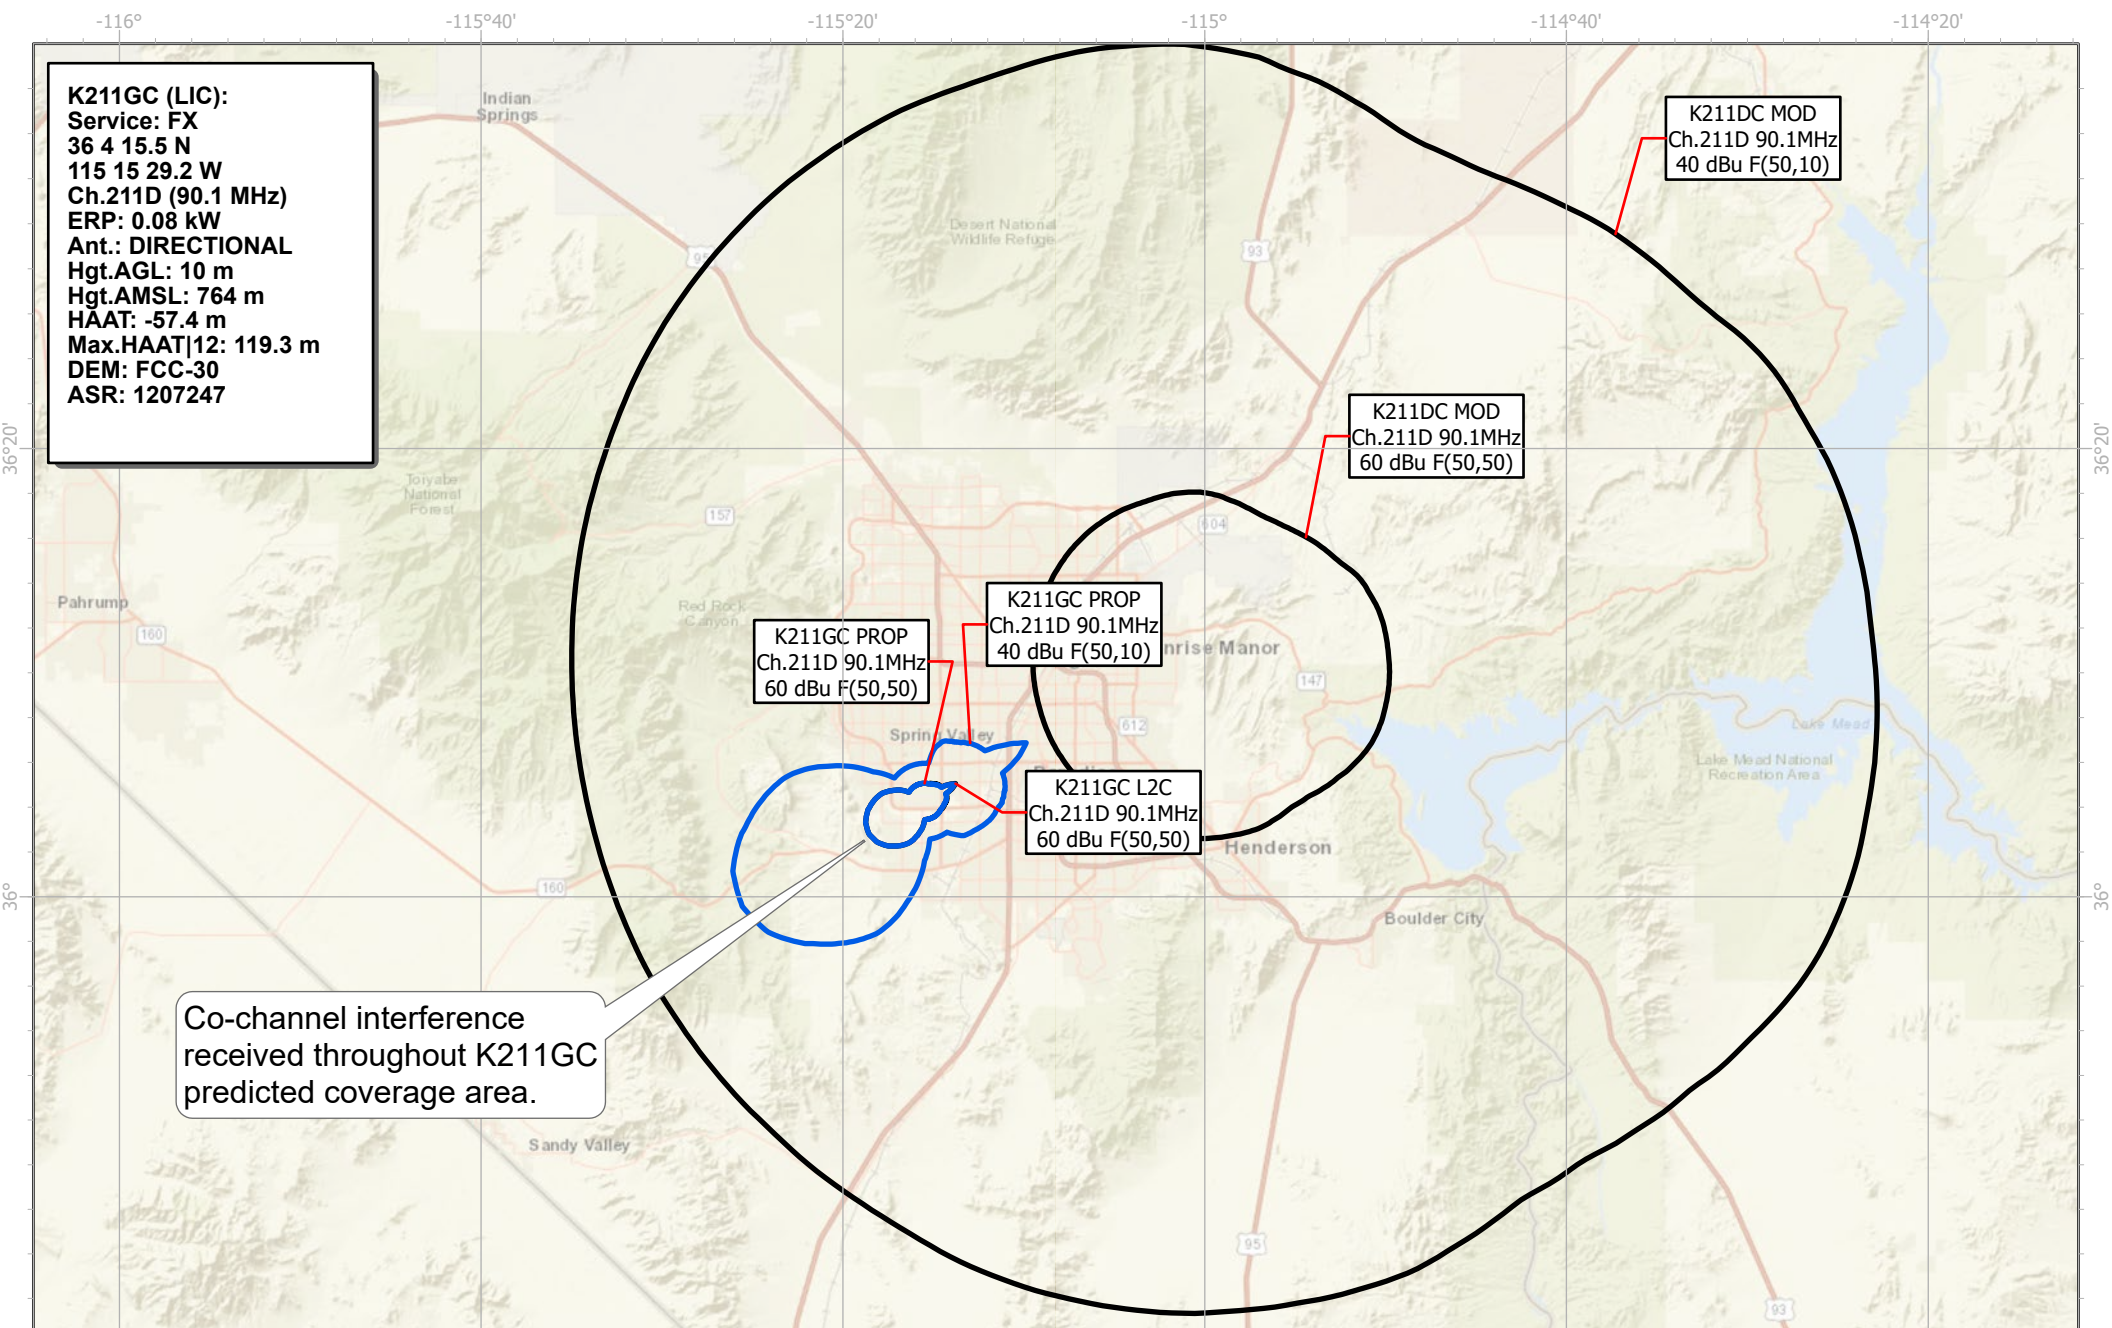 -116°
-115°40'
-115°20'
-115°
-114°40'
-114°20'
K211GC (LIC):
Service: FX
36 4 15.5 N
115 15 29.2 W
Ch.211D (90.1 MHz)
ERP: 0.08 kW
Ant.: DIRECTIONAL
Hgt.AGL: 10 m
Hgt.AMSL: 764 m
HAAT: -57.4 m
Max.HAAT|12: 119.3 m
DEM: FCC-30
ASR: 1207247
Indian
Springs
K211DC MOD
Ch.211D 90.1MHz
40 dBu F(50,10)
Desert National
Wildlife Refuge
95
93
K211DC MOD
Ch.211D 90.1MHz
60 dBu F(50,50)
36°20'
36°20'
Toiyabe
National
Forest
157
604
Pahrump
160
Red Rock
Canyon
K211GC PROP
Ch.211D 90.1MHz
40 dBu F(50,10)
K211GC PROP
Ch.211D 90.1MHz
60 dBu F(50,50)
nrise Manor
147
612
Spring Valley
Lake Mead
Lake Mead National
Recreation Area
K211GC L2C
Ch.211D 90.1MHz
60 dBu F(50,50)
Henderson
160
36°
36°
Boulder City
Co-channel interference
received throughout K211GC
predicted coverage area.
Sandy Valley
95
93